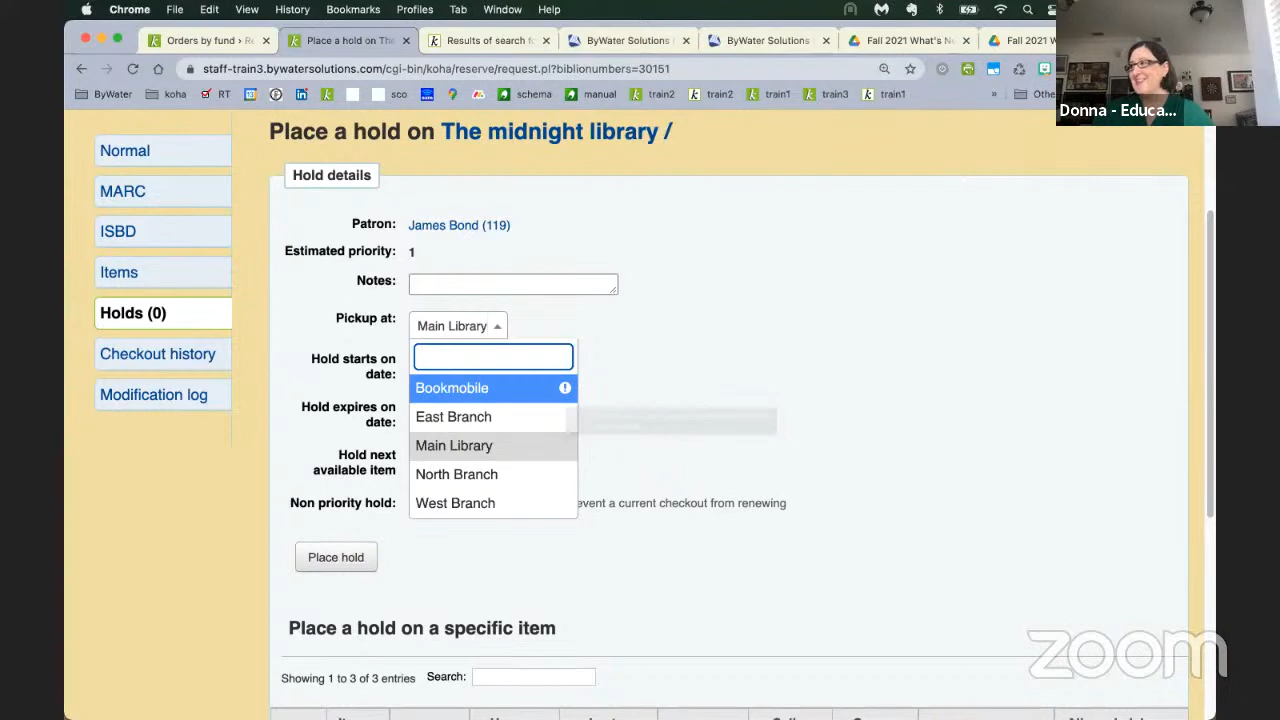 Chrome File Edit View History Bookmarks Profiles Tab Window Help
Orders by fund › Re Place a hold on The Results of search fo ByWater Solutions ByWater Solutions Fall 2021 What's N Fall 2021
staff-train3.bywatersolutions.com/cgi-bin/koha/reserve/request.pl?biblionumbers=30151
ByWater koha RT sco schema manual train2 train2 train1 train3 train1 » Othe
Donna - Educa...
Place a hold on The midnight library /
Normal
MARC
ISBD
Items
Holds (0)
Checkout history
Modification log
Hold details
Patron: James Bond (119)
Estimated priority: 1
Notes:
Pickup at: Main Library
Hold starts on
date:
Hold expires on
date:
Hold next
available item
Non priority hold: event a current checkout from renewing
Bookmobile
East Branch
Main Library
North Branch
West Branch
Place hold
Place a hold on a specific item
Showing 1 to 3 of 3 entries Search:
zoom